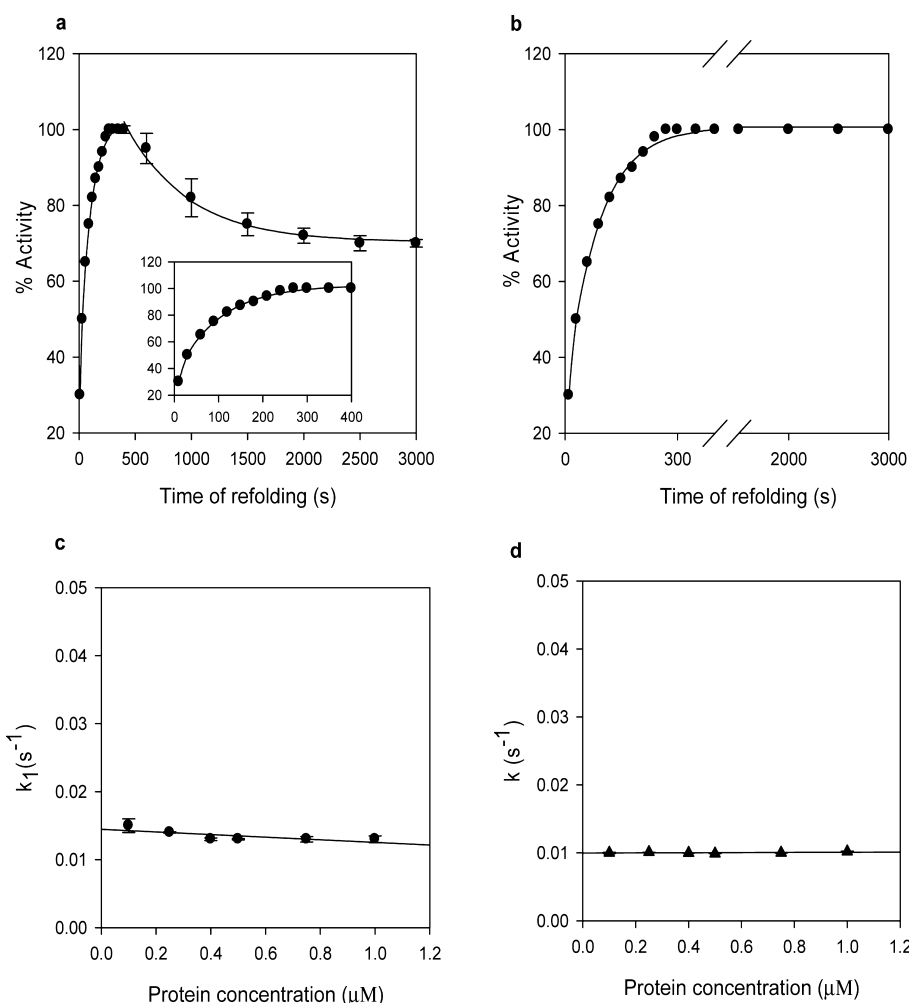 a
120
100
80
60
40
20
% Activity
120
100
80
60
40
20
0 100 200 300 400
0 500 1000 1500 2000 2500 3000
Time of refolding (s)
b
120
100
80
60
40
20
% Activity
0 300 2000 3000
Time of refolding (s)
c
0.05
0.04
0.03
0.02
0.01
0.00
k1(s-1)
0.0 0.2 0.4 0.6 0.8 1.0 1.2
Protein concentration (μM)
d
0.05
0.04
0.03
0.02
0.01
0.00
k (s-1)
0.0 0.2 0.4 0.6 0.8 1.0 1.2
Protein concentration (μM)